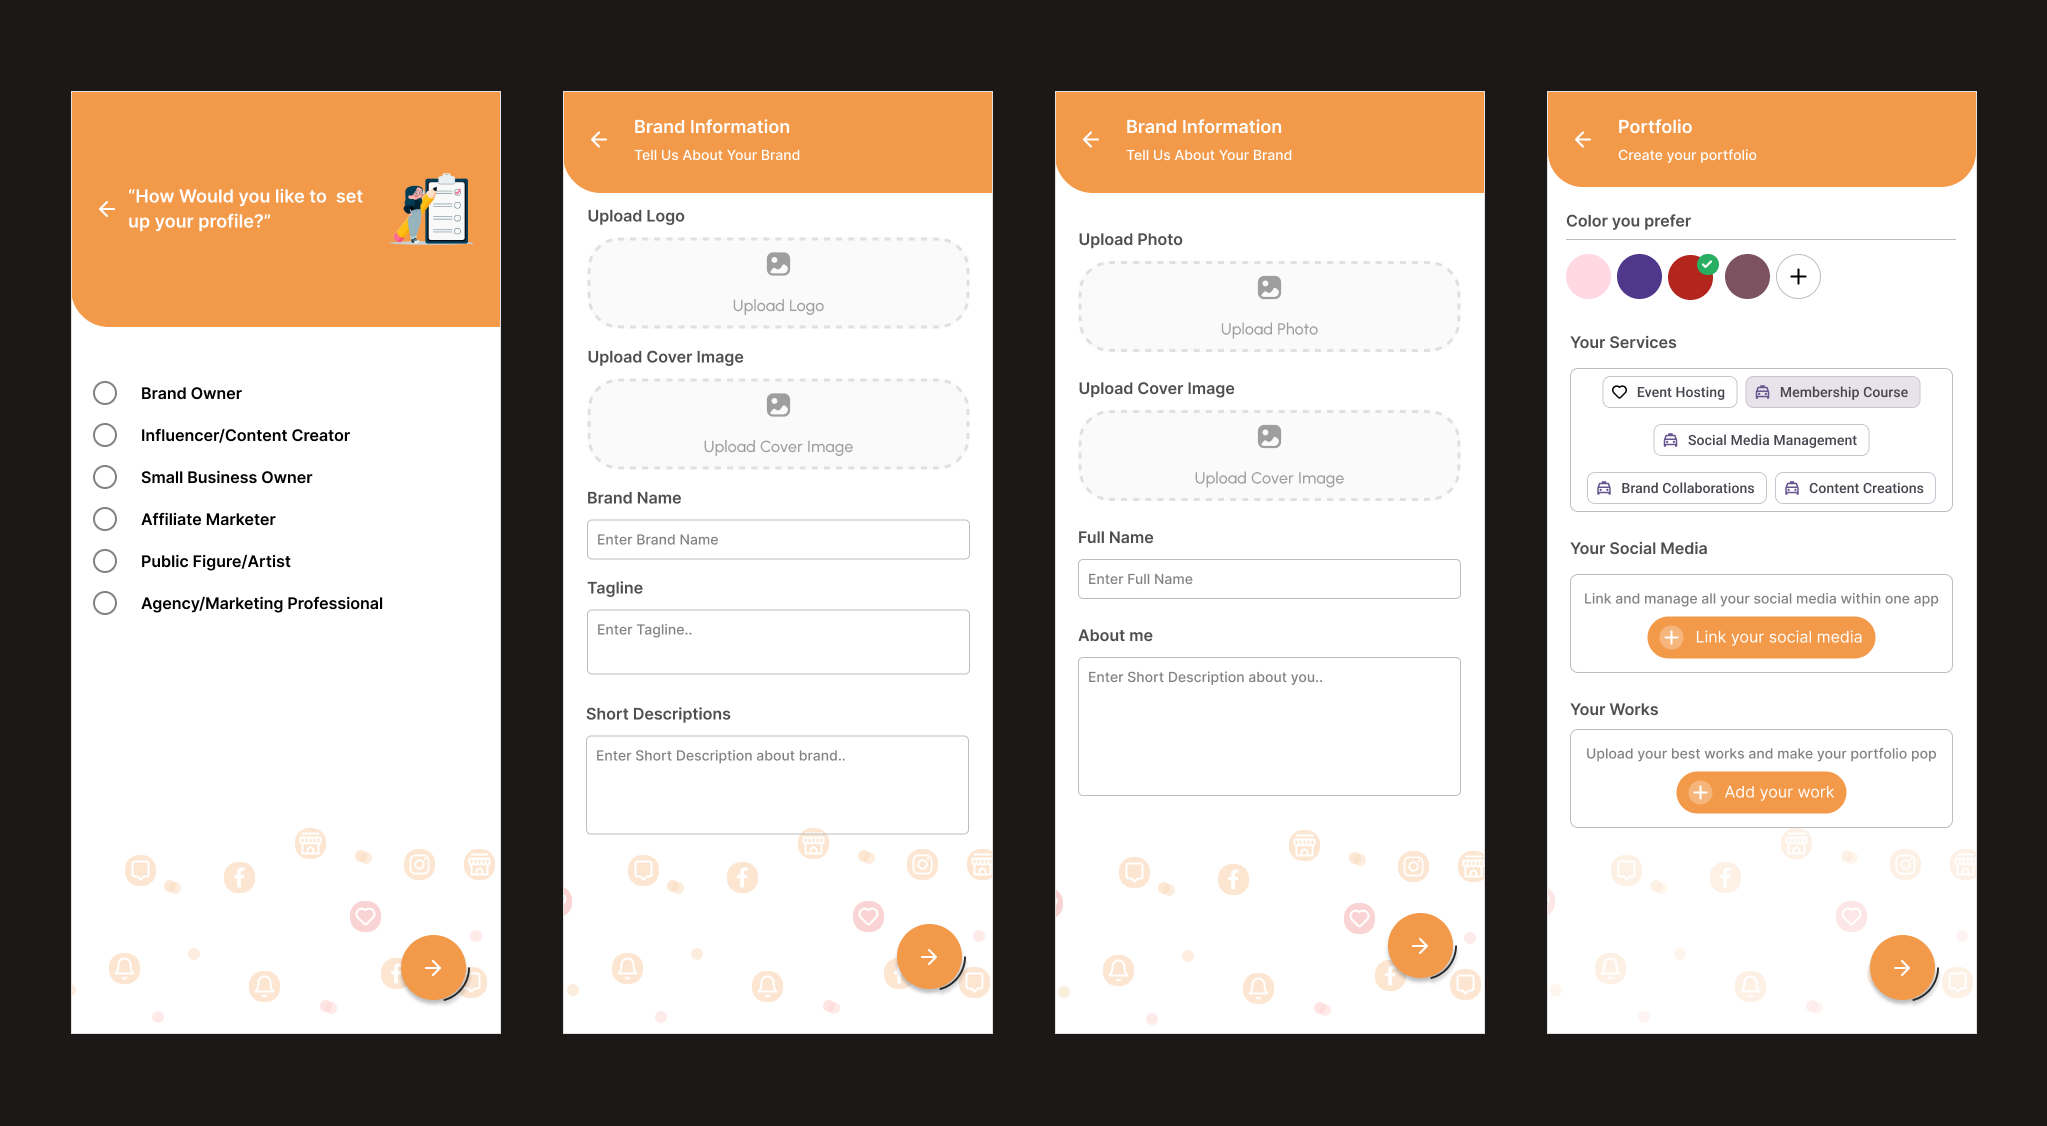 “How Would you like to set
up your profile?”
Brand Owner
Influencer/Content Creator
Small Business Owner
Affiliate Marketer
Public Figure/Artist
Agency/Marketing Professional
Brand Information
Tell Us About Your Brand
Upload Logo
Upload Logo
Upload Cover Image
Upload Cover Image
Brand Name
Enter Brand Name
Tagline
Enter Tagline..
Short Descriptions
Enter Short Description about brand..
Brand Information
Tell Us About Your Brand
Upload Photo
Upload Photo
Upload Cover Image
Upload Cover Image
Full Name
Enter Full Name
About me
Enter Short Description about you..
Portfolio
Create your portfolio
Color you prefer
Your Services
Event Hosting
Membership Course
Social Media Management
Brand Collaborations
Content Creations
Your Social Media
Link and manage all your social media within one app
Link your social media
Your Works
Upload your best works and make your portfolio pop
Add your work